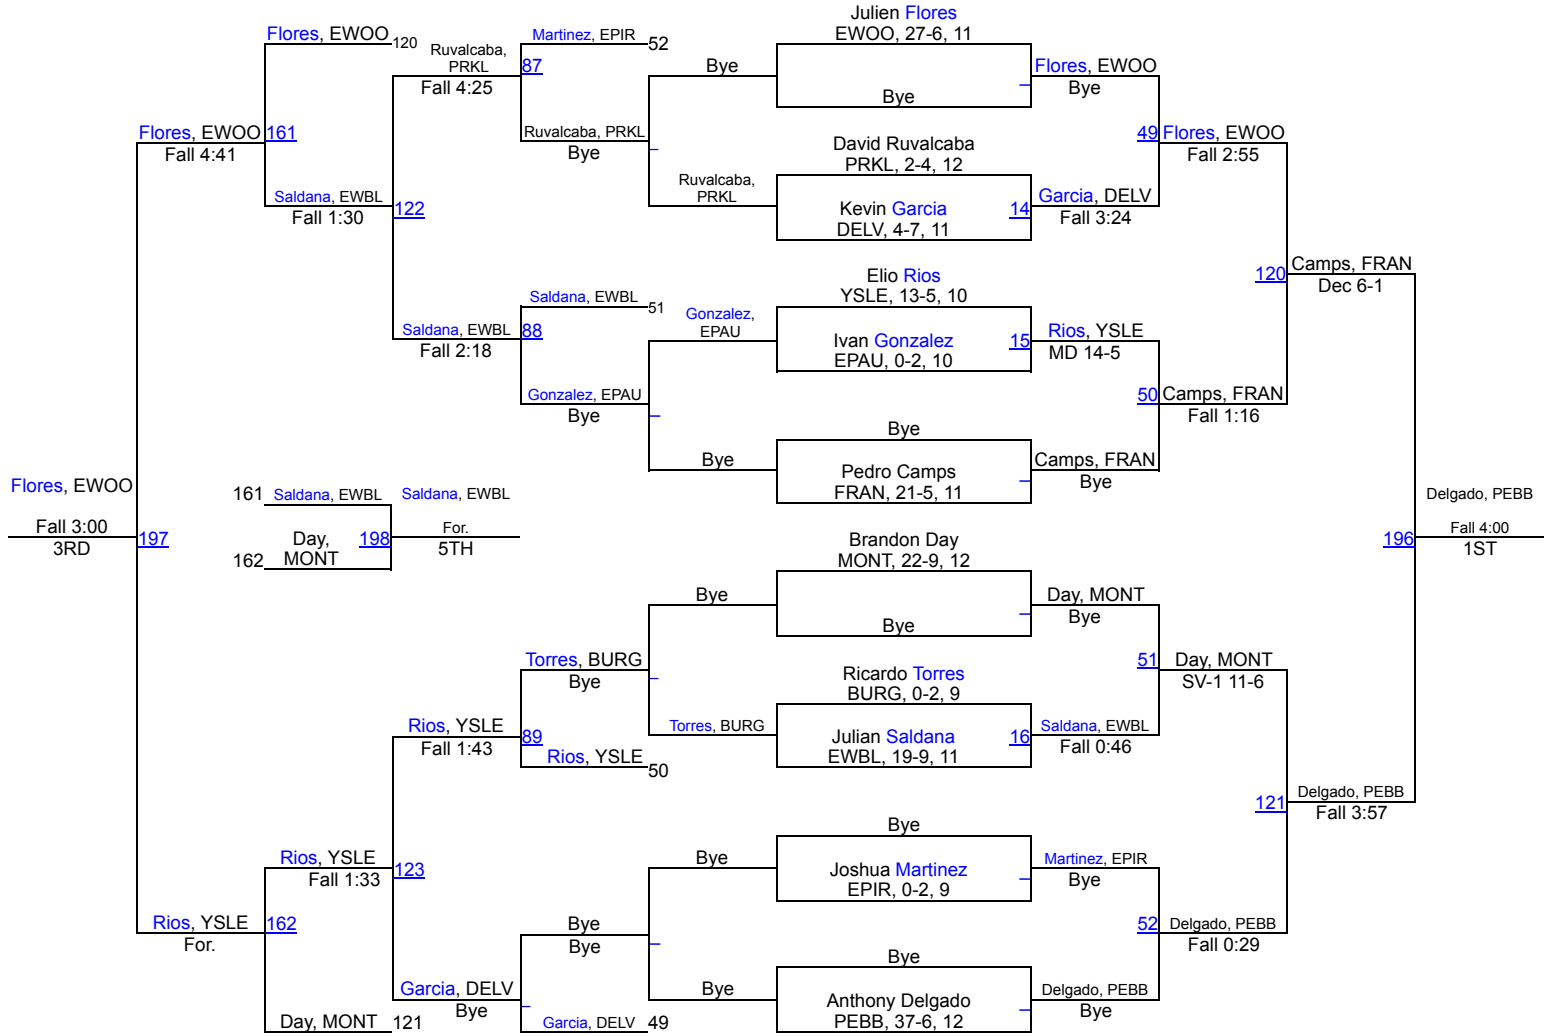 Julien Flores
EWOO, 27-6, 11
Flores, EWOO
120
Ruvalcaba,
PRKL
Fall 4:25
Martinez, EPIR
52
87
Bye
Bye
Flores, EWOO
Bye
Flores, EWOO
Fall 4:41
161
Ruvalcaba, PRKL
Bye
David Ruvalcaba
PRKL, 2-4, 12
49
Flores, EWOO
Fall 2:55
Saldana, EWBL
Fall 1:30
122
Ruvalcaba,
PRKL
Kevin Garcia
DELV, 4-7, 11
14
Garcia, DELV
Fall 3:24
Elio Rios
YSLE, 13-5, 10
120
Camps, FRAN
Dec 6-1
Saldana, EWBL
51
Saldana, EWBL
Fall 2:18
88
Gonzalez,
EPAU
Ivan Gonzalez
EPAU, 0-2, 10
15
Rios, YSLE
MD 14-5
Gonzalez, EPAU
Bye
50
Camps, FRAN
Fall 1:16
Bye
Bye
Pedro Camps
FRAN, 21-5, 11
Camps, FRAN
Bye
Flores, EWOO
Fall 3:00
3RD
197
161
Saldana, EWBL
Day,
MONT
162
198
Saldana, EWBL
For.
5TH
Delgado, PEBB
Fall 4:00
1ST
196
Brandon Day
MONT, 22-9, 12
Bye
Bye
Day, MONT
Bye
Torres, BURG
Bye
Ricardo Torres
BURG, 0-2, 9
51
Day, MONT
SV-1 11-6
Rios, YSLE
Fall 1:43
89
Torres, BURG
Julian Saldana
EWBL, 19-9, 11
16
Saldana, EWBL
Fall 0:46
Rios, YSLE
50
121
Delgado, PEBB
Fall 3:57
Bye
Rios, YSLE
Fall 1:33
123
Bye
Joshua Martinez
EPIR, 0-2, 9
Martinez, EPIR
Bye
Rios, YSLE
For.
162
Bye
Bye
52
Delgado, PEBB
Fall 0:29
Bye
Garcia, DELV
Bye
Bye
Anthony Delgado
PEBB, 37-6, 12
Delgado, PEBB
Bye
Day, MONT
121
Garcia, DELV
49